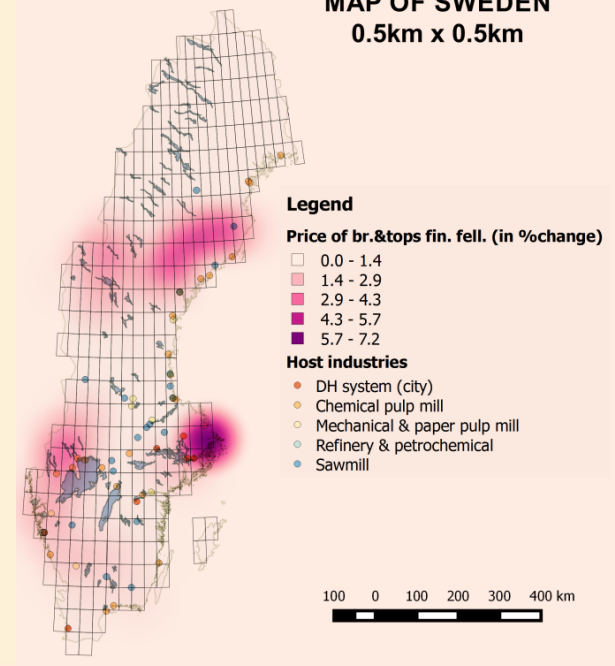 MAP OF SWEDEN
0.5km x 0.5km
Legend
Price of br.&tops fin. fell. (in %change)
0.0 - 1.4
1.4 - 2.9
2.9 - 4.3
4.3 - 5.7
5.7 - 7.2
Host industries
DH system (city)
Chemical pulp mill
Mechanical & paper pulp mill
Refinery & petrochemical
Sawmill
100 0 100 200 300 400 km